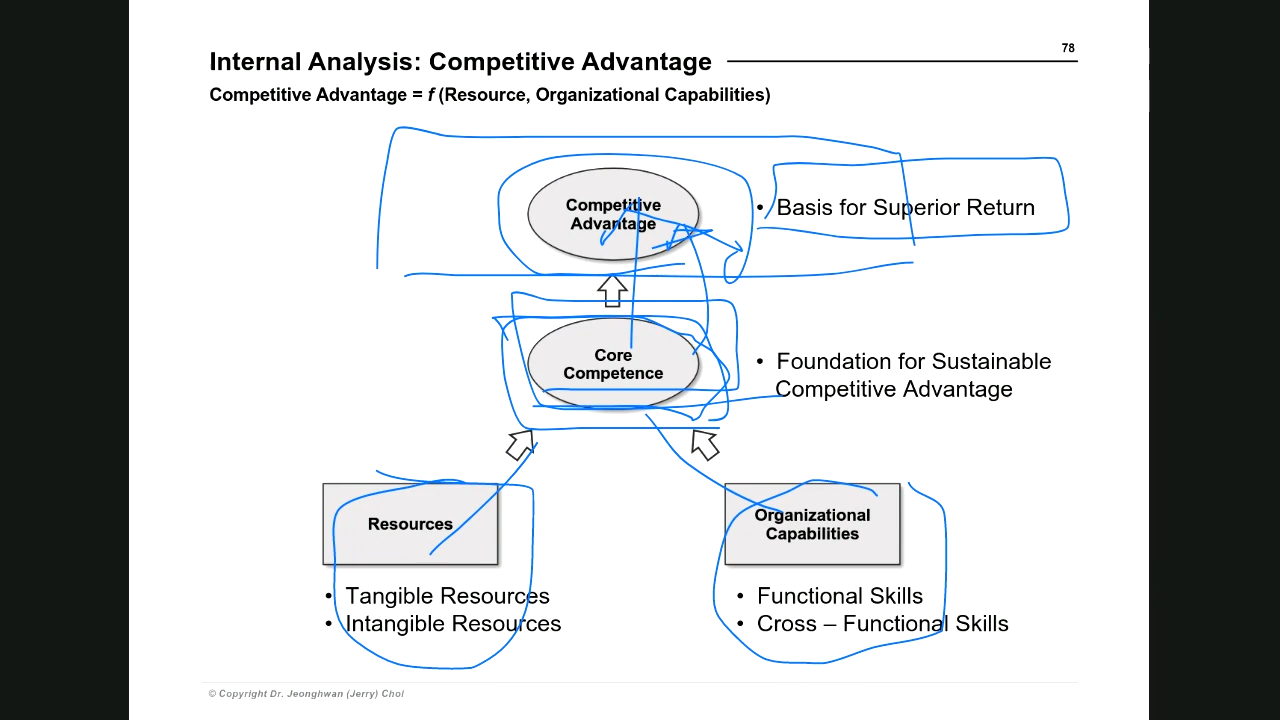 78
Internal Analysis: Competitive Advantage
Competitive Advantage = f (Resource, Organizational Capabilities)
Competitive
Advantage
• Basis for Superior Return
Core
Competence
• Foundation for Sustainable
Competitive Advantage
Resources
Organizational
Capabilities
• Tangible Resources
• Intangible Resources
• Functional Skills
• Cross – Functional Skills
© Copyright Dr. Jeonghwan (Jerry) Choi